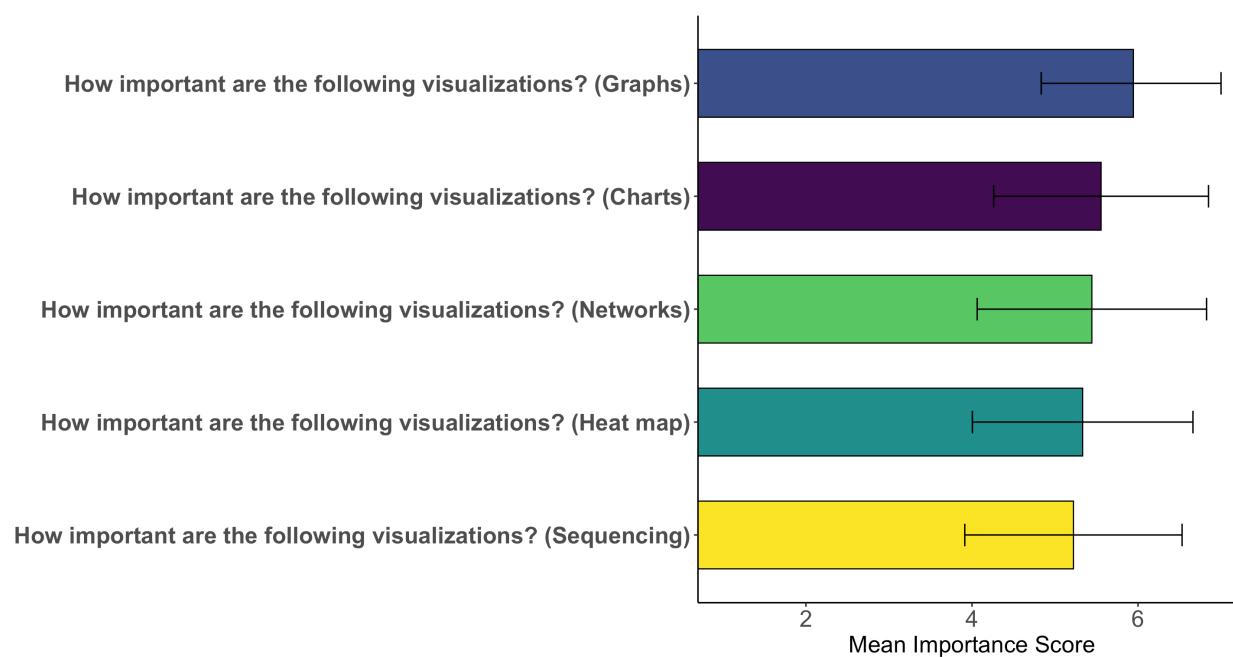 How important are the following visualizations? (Graphs)
How important are the following visualizations? (Charts)
How important are the following visualizations? (Networks)
How important are the following visualizations? (Heat map)
How important are the following visualizations? (Sequencing)
2 4 6
Mean Importance Score